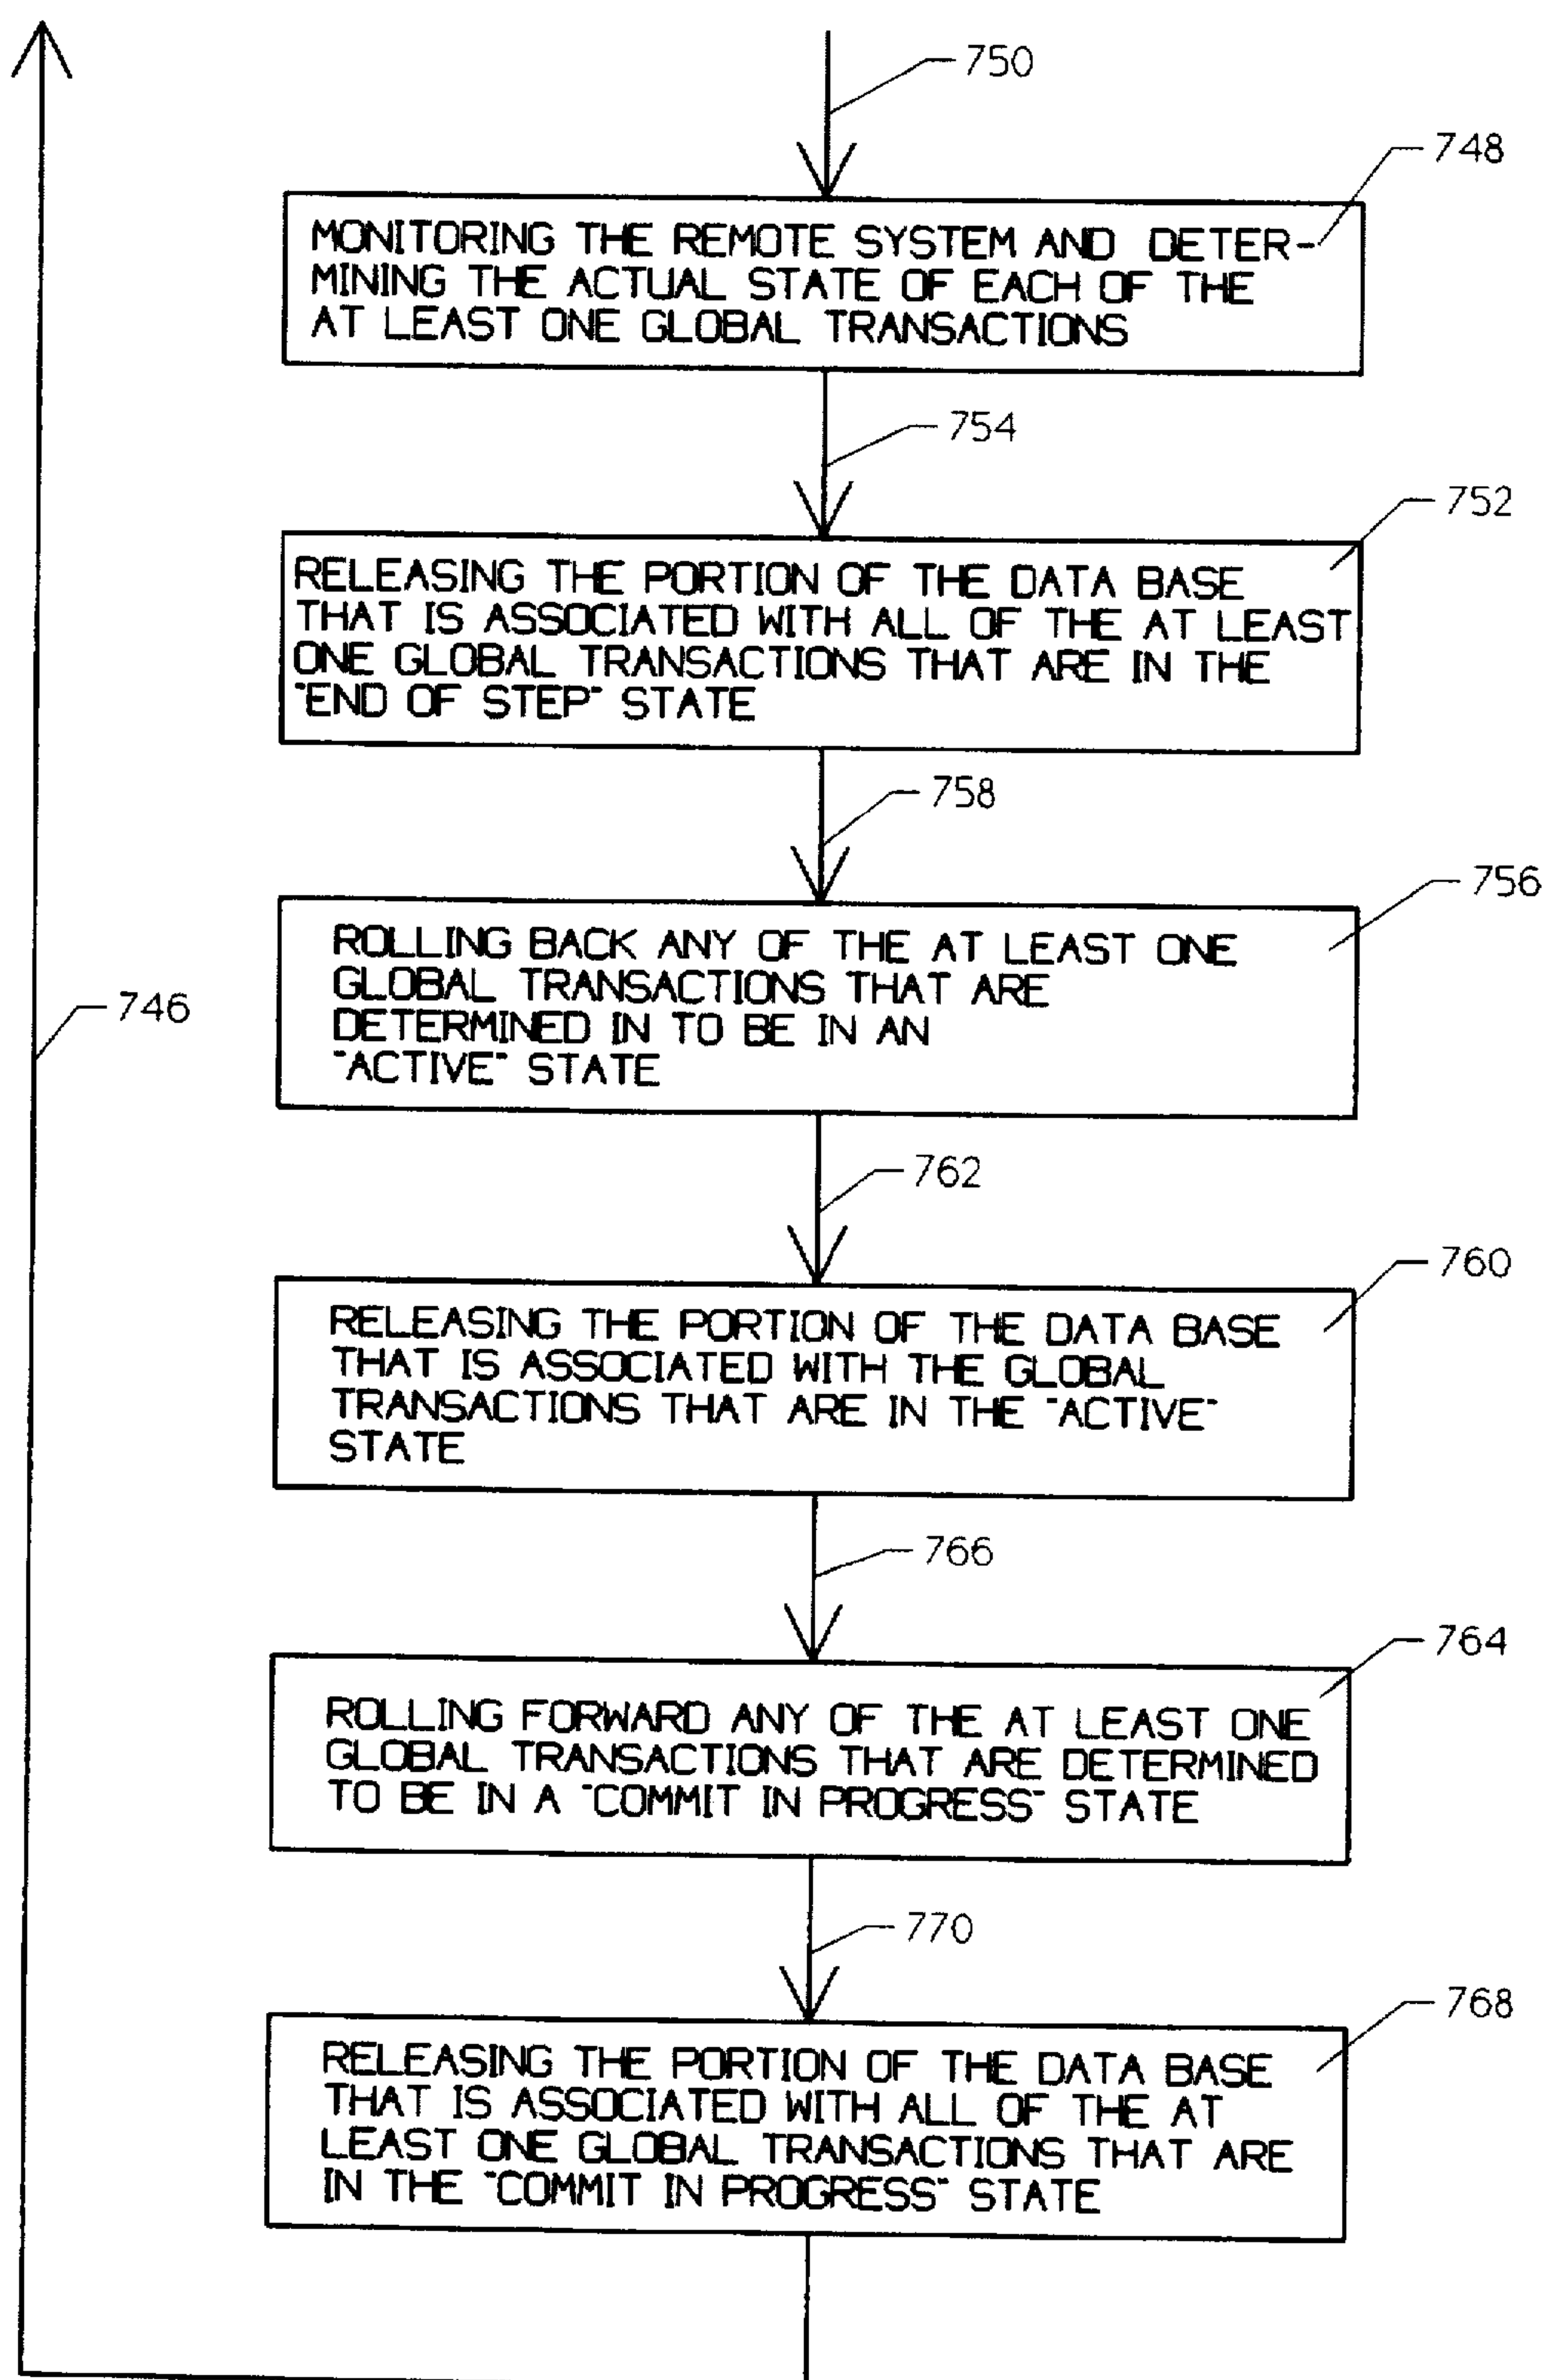 750
748
MONITORING THE REMOTE SYSTEM AND DETER-
MINING THE ACTUAL STATE OF EACH OF THE
AT LEAST ONE GLOBAL TRANSACTIONS
754
752
RELEASING THE PORTION OF THE DATA BASE
THAT IS ASSOCIATED WITH ALL OF THE AT LEAST
ONE GLOBAL TRANSACTIONS THAT ARE IN THE
"END OF STEP" STATE
758
756
ROLLING BACK ANY OF THE AT LEAST ONE
GLOBAL TRANSACTIONS THAT ARE
DETERMINED IN TO BE IN AN
"ACTIVE" STATE
746
762
760
RELEASING THE PORTION OF THE DATA BASE
THAT IS ASSOCIATED WITH THE GLOBAL
TRANSACTIONS THAT ARE IN THE "ACTIVE"
STATE
766
764
ROLLING FORWARD ANY OF THE AT LEAST ONE
GLOBAL TRANSACTIONS THAT ARE DETERMINED
TO BE IN A "COMMIT IN PROGRESS" STATE
770
768
RELEASING THE PORTION OF THE DATA BASE
THAT IS ASSOCIATED WITH ALL OF THE AT
LEAST ONE GLOBAL TRANSACTIONS THAT ARE
IN THE "COMMIT IN PROGRESS" STATE